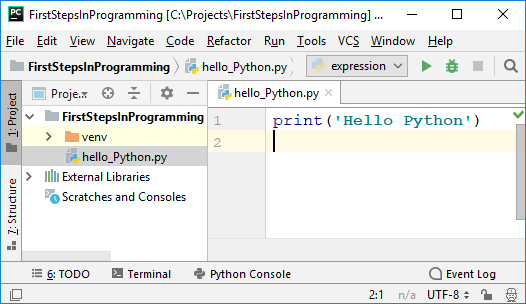 PC FirstStepsInProgramming [C:\Projects\FirstStepsInProgramming] ...
File Edit View Navigate Code Refactor Run Tools VCS Window Help
FirstStepsInProgramming hello_Python.py expression
1: Project
Proje..
hello_Python.py
FirstStepsInProgramming
venv
hello_Python.py
External Libraries
Scratches and Consoles
7: Structure
1 print('Hello Python')
2
6: TODO Terminal Python Console Event Log
2:1 n/a UTF-8